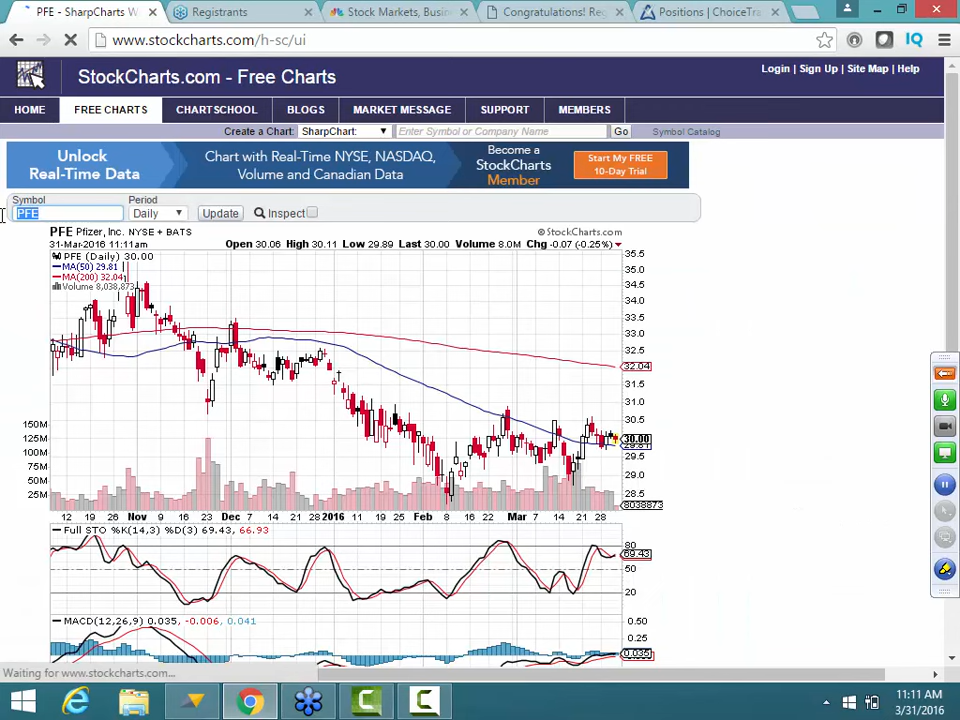 PFE - SharpCharts W
Registrants
Stock Markets, Busin
Congratulations! Reg
Positions | ChoiceTra
www.stockcharts.com/h-sc/ui
IQ
StockCharts.com - Free Charts
Login | Sign Up | Site Map | Help
HOME FREE CHARTS CHARTSCHOOL BLOGS MARKET MESSAGE SUPPORT MEMBERS
Create a Chart: SharpChart: Enter Symbol or Company Name Go Symbol Catalog
Unlock
Real-Time Data
Chart with Real-Time NYSE, NASDAQ,
Volume and Canadian Data
Become a
StockCharts
Member
Start My FREE
10-Day Trial
Symbol Period
PFE Daily Update Inspect
PFE Pfizer, Inc. NYSE + BATS © StockCharts.com
31-Mar-2016 11:11am Open 30.06 High 30.11 Low 29.89 Last 30.00 Volume 8.0M Chg -0.07 (-0.25%)
PFE (Daily) 30.00
MA(50) 29.81
MA(200) 32.04
Volume 8,038,873
35.5
35.0
34.5
34.0
33.5
33.0
32.5
32.04
31.5
31.0
30.5
30.00
29.5
29.0
28.5
8038873
150M
125M
100M
75M
50M
25M
12 19 26 Nov 9 16 23 Dec 7 14 21 28 2016 11 19 25 Feb 8 16 22 Mar 7 14 21 28
Full STO %K(14,3) %D(3) 69.43, 66.93
80
69.43
50
20
MACD(12,26,9) 0.035, -0.006, 0.041
0.50
0.25
0.035
Waiting for www.stockcharts.com...
11:11 AM
3/31/2016